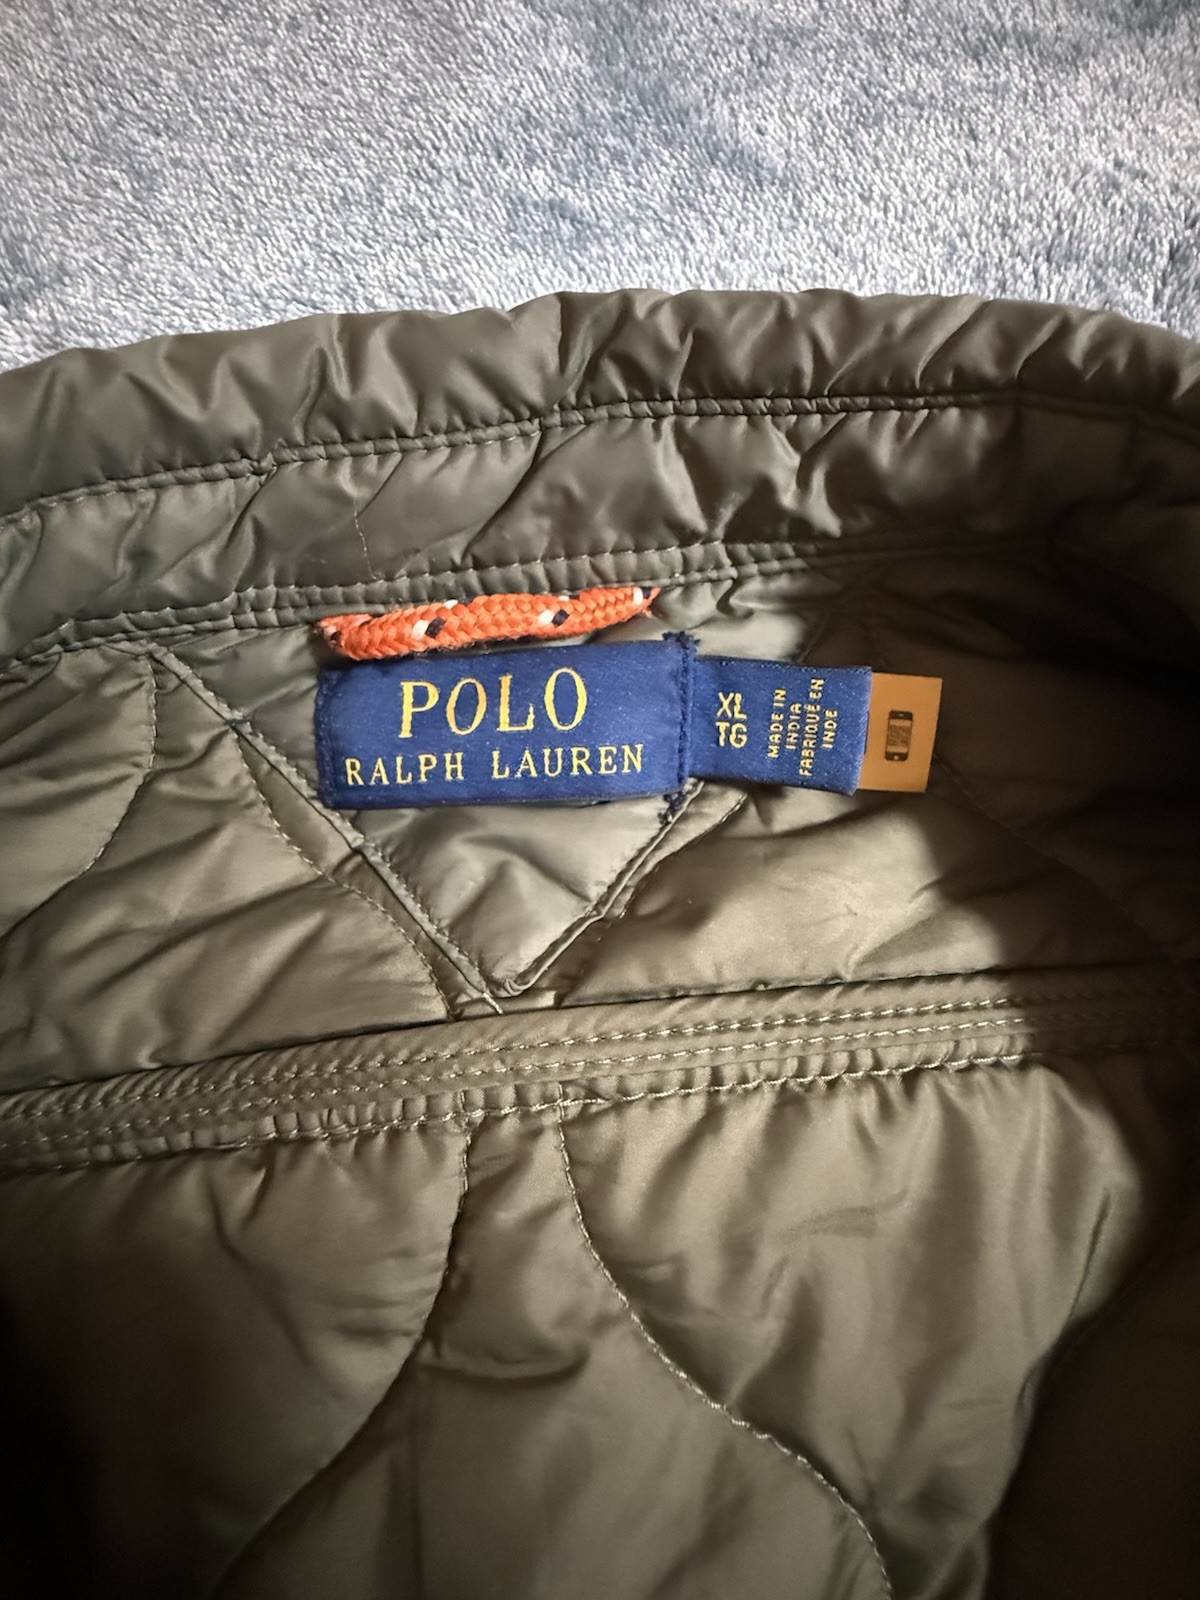 POLO
RALPH LAUREN
XL
TG
MADE IN
INDIA
FABRIQUÉ EN
INDE